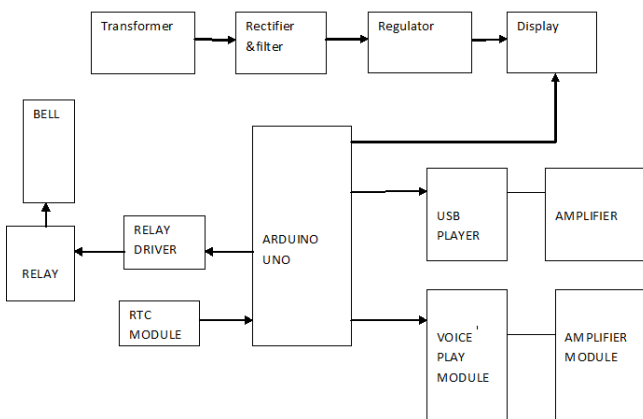 Transformer
Rectifier
&filter
Regulator
Display
BELL
RELAY
RELAY
DRIVER
RTC
MODULE
ARDUINO
UNO
USB
PLAYER
AMPLIFIER
VOICE '
PLAY
MODULE
AMPLIFIER
MODULE